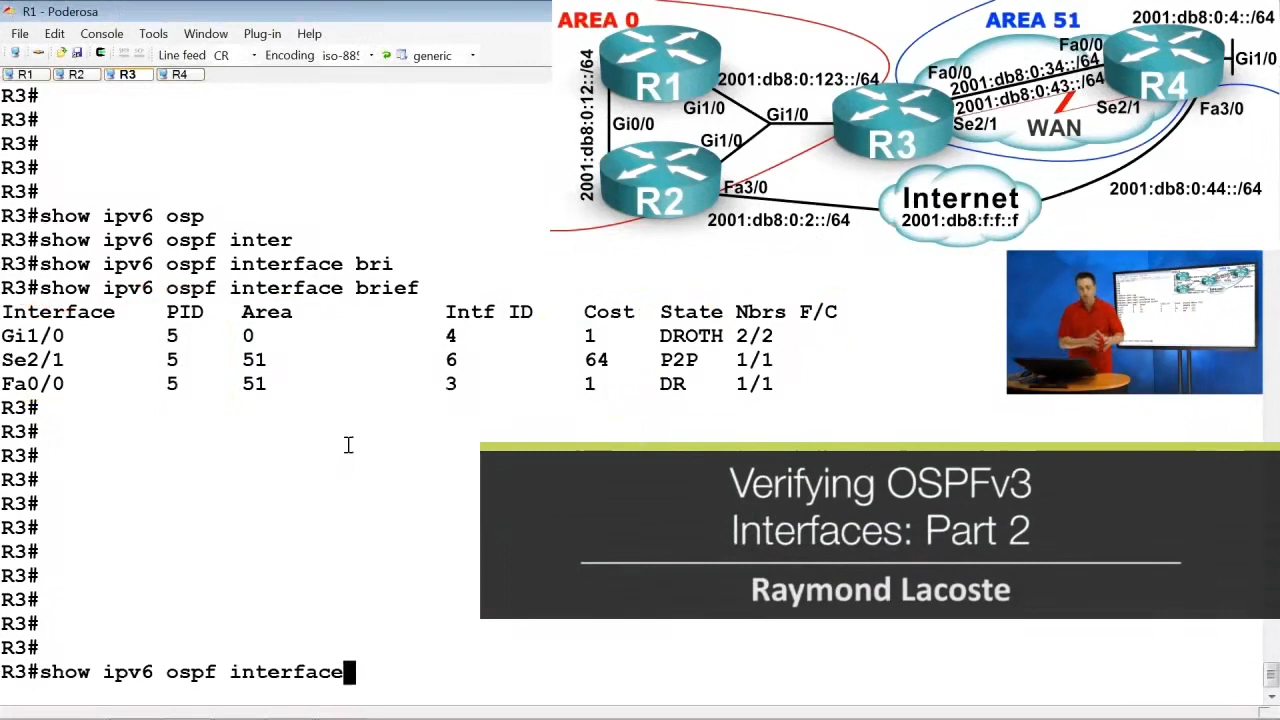 R1 - Poderosa
File Edit Console Tools Window Plugin Help
Line feed CR Encoding iso-88: generic
R1 R2 R3 R4
R3#
R3#
R3#
R3#
R3#
R3#show ipv6 osp
R3#show ipv6 ospf inter
R3#show ipv6 ospf interface bri
R3#show ipv6 ospf interface brief
Interface PID Area Intf ID Cost State Nbrs F/C
Gi1/0 5 0 4 1 DROTH 2/2
Se2/1 5 51 6 64 P2P 1/1
Fa0/0 5 51 3 1 DR 1/1
R3#
R3#
R3#
R3#
R3#
R3#
R3#
R3#
R3#
R3#
R3#
R3#show ipv6 ospf interface
AREA 0
AREA 51
2001:db8:0:4::/64
R1
2001:db8:0:123::/64
Gi1/0
Gi0/0
2001:db8:0:12::/64
Gi1/0
Gi1/0
R2
Fa3/0
2001:db8:0:2::/64
R3
Fa0/0
Fa0/0
2001:db8:0:34::/64
2001:db8:0:43::/64
Se2/1
Se2/1
WAN
R4
Gi1/0
Fa3/0
2001:db8:0:44::/64
Internet
2001:db8:f:f::f
Verifying OSPFv3
Interfaces: Part 2
Raymond Lacoste